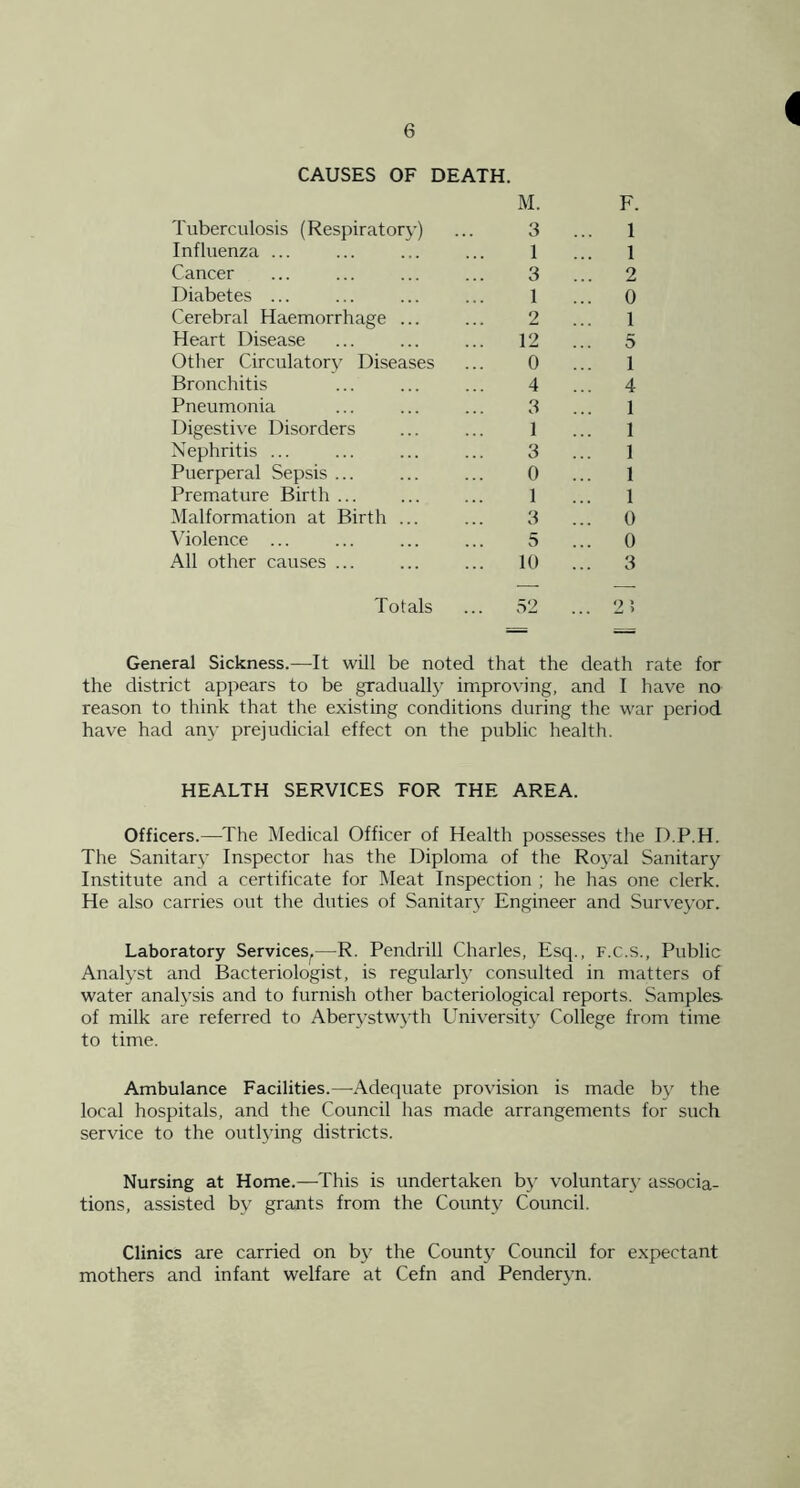 6
CAUSES OF DEATH.
M. F.
Tuberculosis (Respiratory) ... 3 ... 1
Influenza ... ... ... ... 1 ... 1
Cancer ... ... ... ... 3 ... 2
Diabetes ... ... ... ... 1 ... 0
Cerebral Haemorrhage ... ... 2 ... 1
Heart Disease ... ... ... 12 ... 5
Other Circulatory Diseases ... 0 ... 1
Bronchitis ... ... ... 4 ... 4
Pneumonia ... ... ... 3 ... 1
Digestive Disorders ... ... 1 ... 1
Nephritis ... ... ... ... 3 ... 1
Puerperal Sepsis ... ... ... 0 ... 1
Premature Birth ... ... ... 1 ... 1
Malformation at Birth ... ... 3 ... 0
Violence ... ... ... ... 5 ... 0
All other causes ... ... ... 10 ... 3
Totals ... 52 ...
General Sickness.—It will be noted that the death rate for
the district appears to be gradually improving, and I have no
reason to think that the existing conditions during the war period
have had any prejudicial effect on the public health.
HEALTH SERVICES FOR THE AREA.
Officers.—The Medical Officer of Health possesses the D.P.H.
The Sanitary Inspector has the Diploma of the Royal Sanitary
Institute and a certificate for Meat Inspection ; he has one clerk.
He also carries out the duties of Sanitary Engineer and Surveyor.
Laboratory Services,—R. Pendrill Charles, Esq., F.C.S., Public
Analyst and Bacteriologist, is regularly consulted in matters of
water analysis and to furnish other bacteriological reports. Samples
of milk are referred to Aberystwyth University College from time
to time.
Ambulance Facilities.—Adequate provision is made by the
local hospitals, and the Council has made arrangements for such
service to the outlying districts.
Nursing at Home.—This is undertaken by voluntary associa-
tions, assisted by grants from the County Council.
Clinics are carried on by the County Council for expectant
mothers and infant welfare at Cefn and Penderyn.